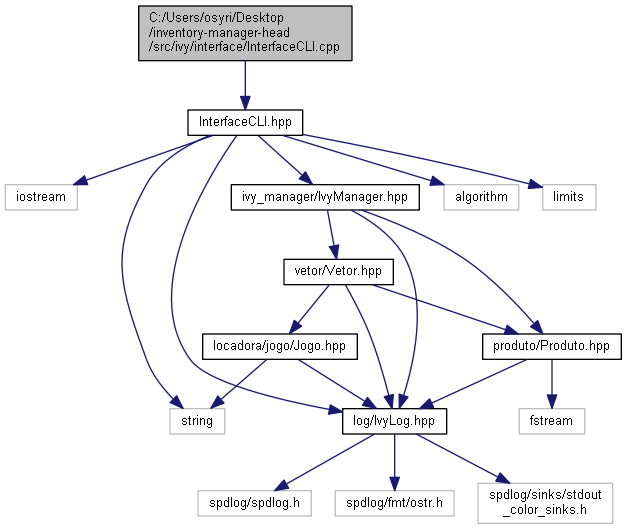 C:/Users/osyri/Desktop
/inventory-manager-head
/src/ivy/interface/InterfaceCLI.cpp
InterfaceCLI.hpp
iostream
ivy_manager/IvyManager.hpp
algorithm
limits
vetor/Vetor.hpp
locadora/jogo/Jogo.hpp
produto/Produto.hpp
string
log/IvyLog.hpp
fstream
spdlog/spdlog.h
spdlog/fmt/ostr.h
spdlog/sinks/stdout
_color_sinks.h